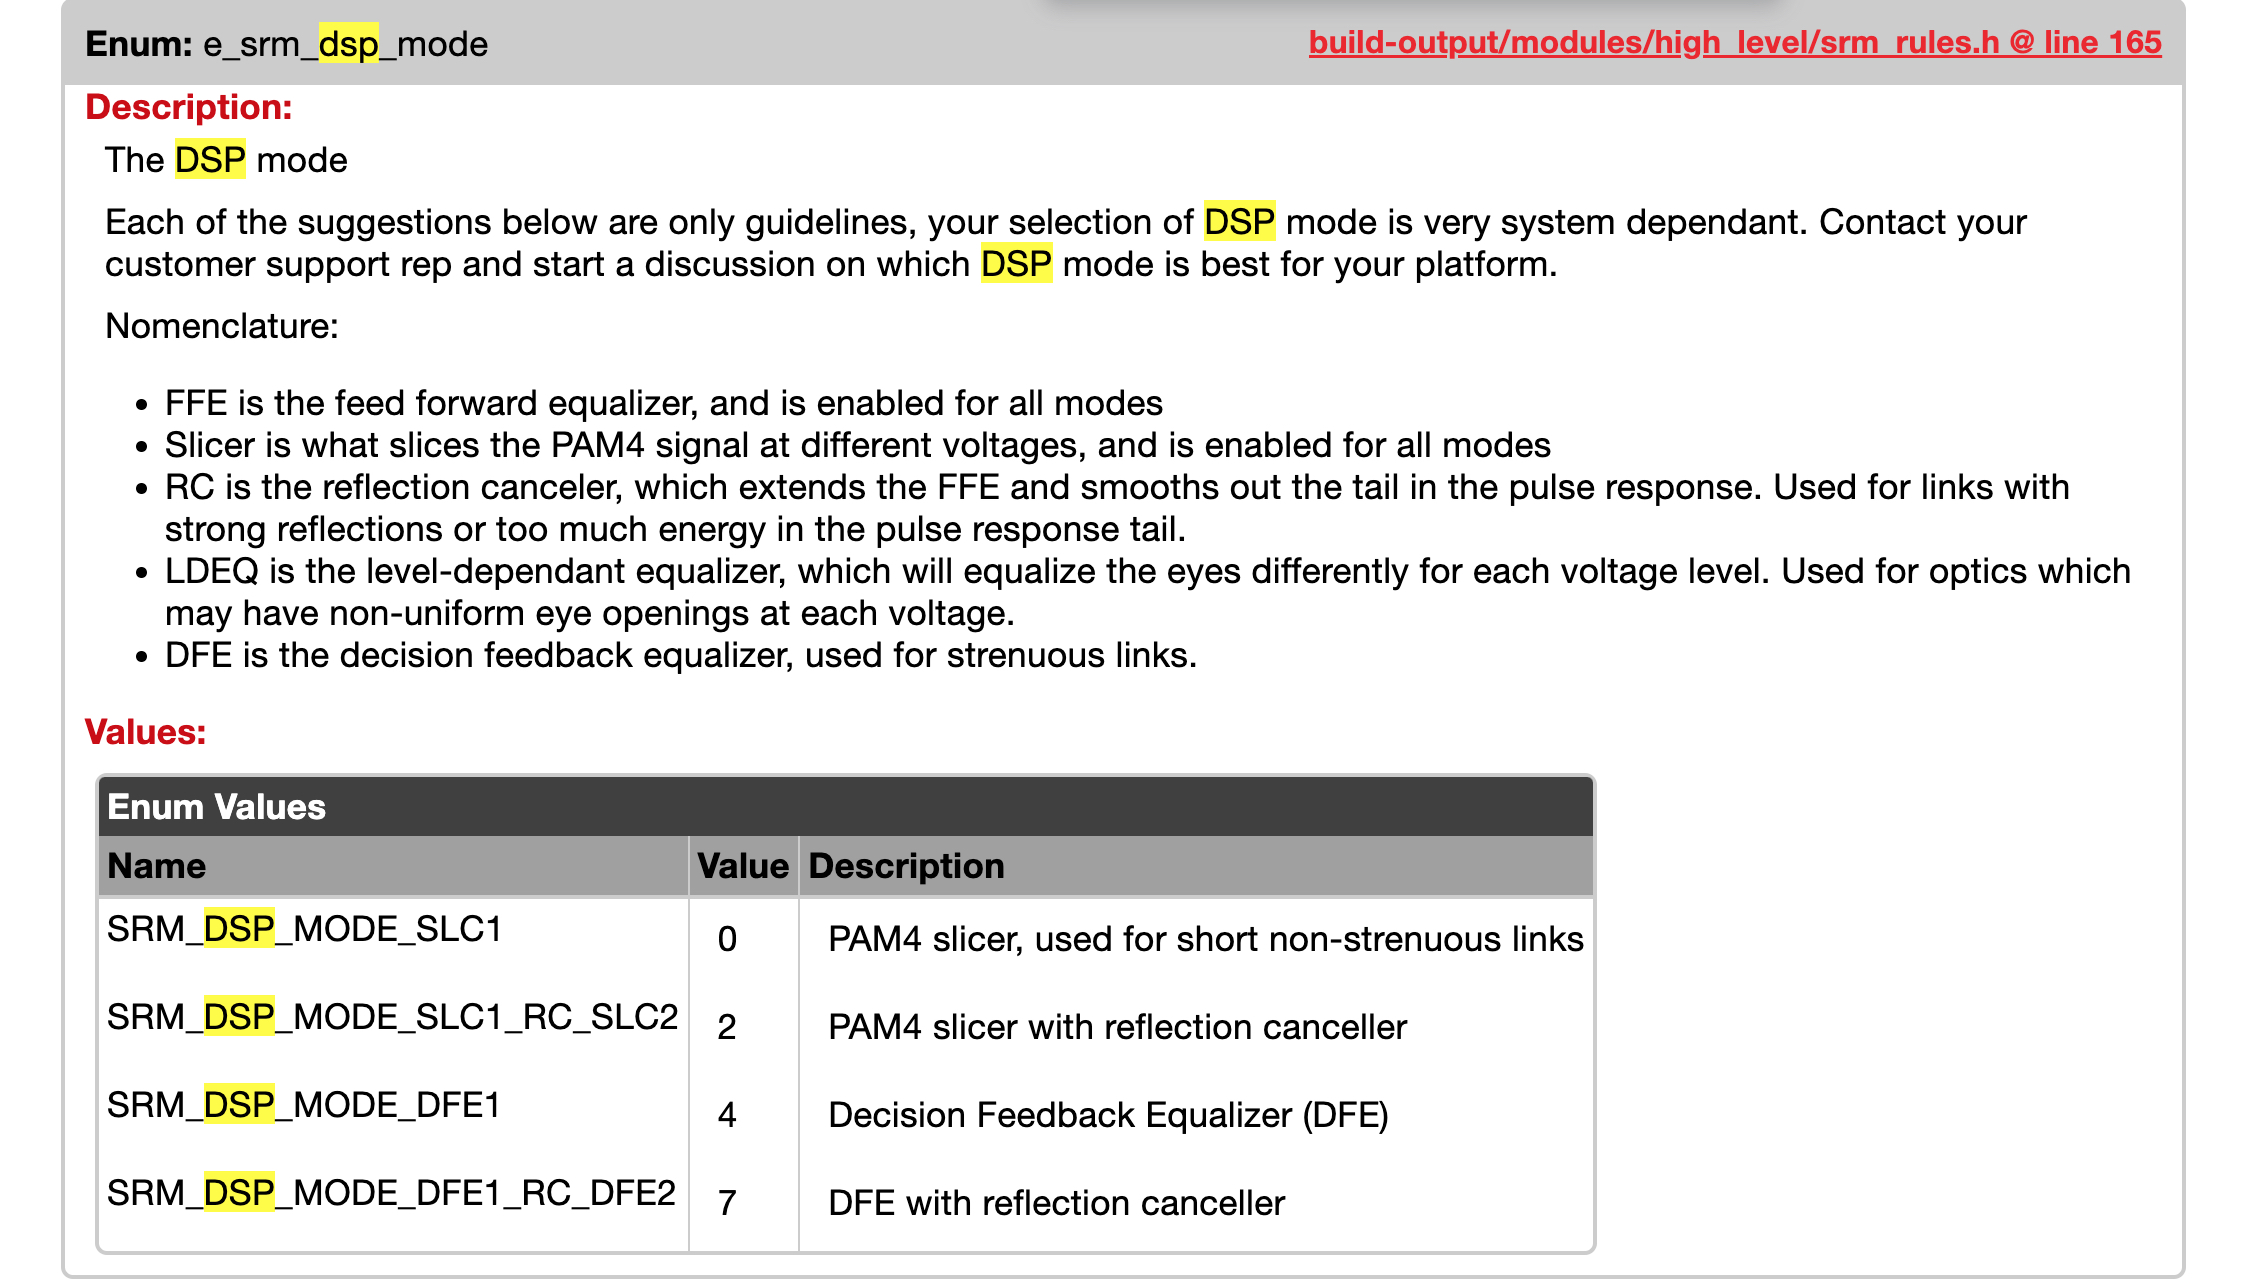 Enum: e_srm_dsp_mode
build-output/modules/high_level/srm_rules.h @ line 165
Description:
The DSP mode
Each of the suggestions below are only guidelines, your selection of DSP mode is very system dependant. Contact your
customer support rep and start a discussion on which DSP mode is best for your platform.
Nomenclature:
• FFE is the feed forward equalizer, and is enabled for all modes
• Slicer is what slices the PAM4 signal at different voltages, and is enabled for all modes
• RC is the reflection canceler, which extends the FFE and smooths out the tail in the pulse response. Used for links with
strong reflections or too much energy in the pulse response tail.
• LDEQ is the level-dependant equalizer, which will equalize the eyes differently for each voltage level. Used for optics which
may have non-uniform eye openings at each voltage.
• DFE is the decision feedback equalizer, used for strenuous links.
Values:
Enum Values
Name Value Description
SRM_DSP_MODE_SLC1 0 PAM4 slicer, used for short non-strenuous links
SRM_DSP_MODE_SLC1_RC_SLC2 2 PAM4 slicer with reflection canceller
SRM_DSP_MODE_DFE1 4 Decision Feedback Equalizer (DFE)
SRM_DSP_MODE_DFE1_RC_DFE2 7 DFE with reflection canceller